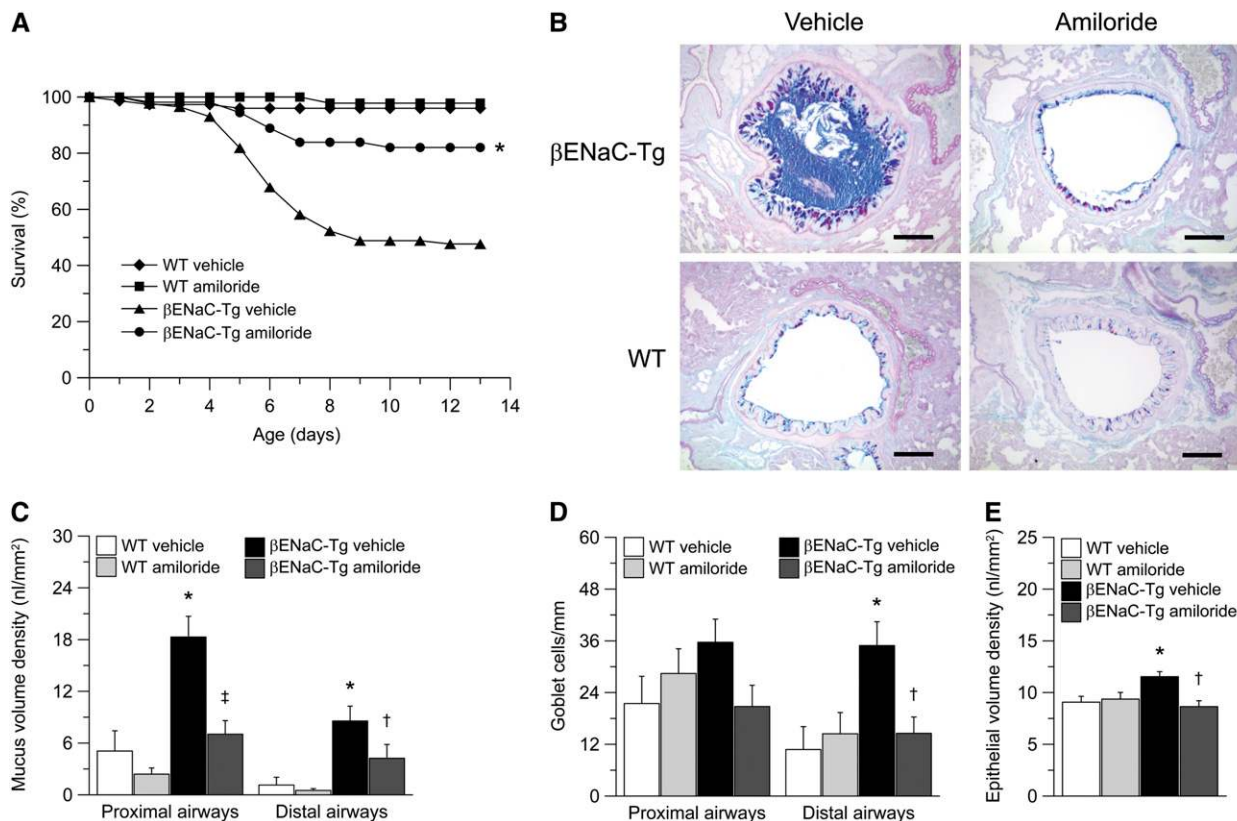 A
Survival (%)
100
80
60
40
20
0
0 2 4 6 8 10 12 14
Age (days)
WT vehicle
WT amiloride
βENaC-Tg vehicle
βENaC-Tg amiloride
*
B
Vehicle Amiloride
βENaC-Tg
WT
C
Mucus volume density (nl/mm²)
30
24
18
12
6
0
WT vehicle βENaC-Tg vehicle
WT amiloride βENaC-Tg amiloride
* ‡ * †
Proximal airways Distal airways
D
Goblet cells/mm
60
48
36
24
12
0
WT vehicle βENaC-Tg vehicle
WT amiloride βENaC-Tg amiloride
* †
Proximal airways Distal airways
E
Epithelial volume density (nl/mm²)
25
20
15
10
5
0
WT vehicle
WT amiloride
βENaC-Tg vehicle
βENaC-Tg amiloride
* †